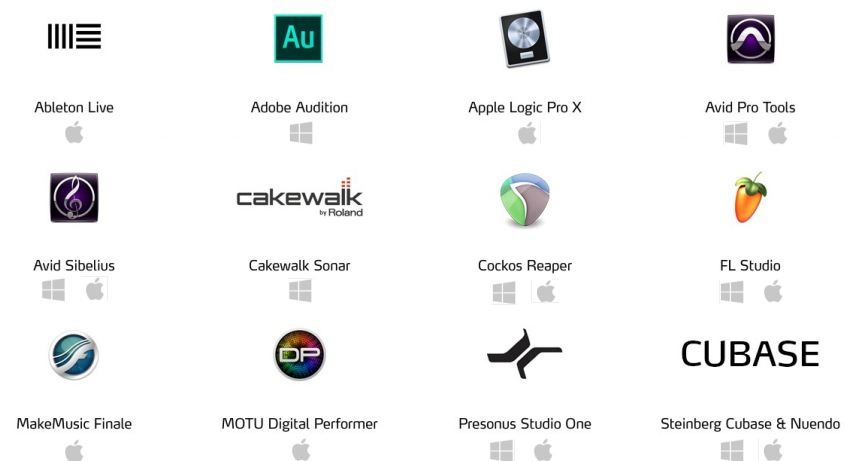 Au
Ableton Live
Adobe Audition
Apple Logic Pro X
Avid Pro Tools
cakewalk
by Roland
Avid Sibelius
Cakewalk Sonar
Cockos Reaper
FL Studio
DP
CUBASE
MakeMusic Finale
MOTU Digital Performer
Presonus Studio One
Steinberg Cubase & Nuendo